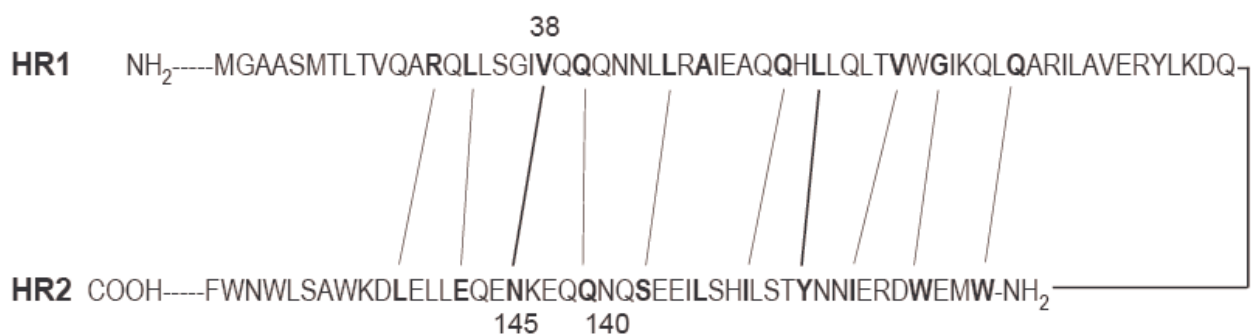 38
HR1 NH2-----MGAASMTLTVQARQLLSGIVQQQNNLLRAIEAQQHLLQLTVWGIKQLQARILAVERYLKDQ
HR2 COOH-----FWNWLSAWKDLELLEQENKEQQNQSEEILSHILSTYNNIERDWEMW-NH2
145 140